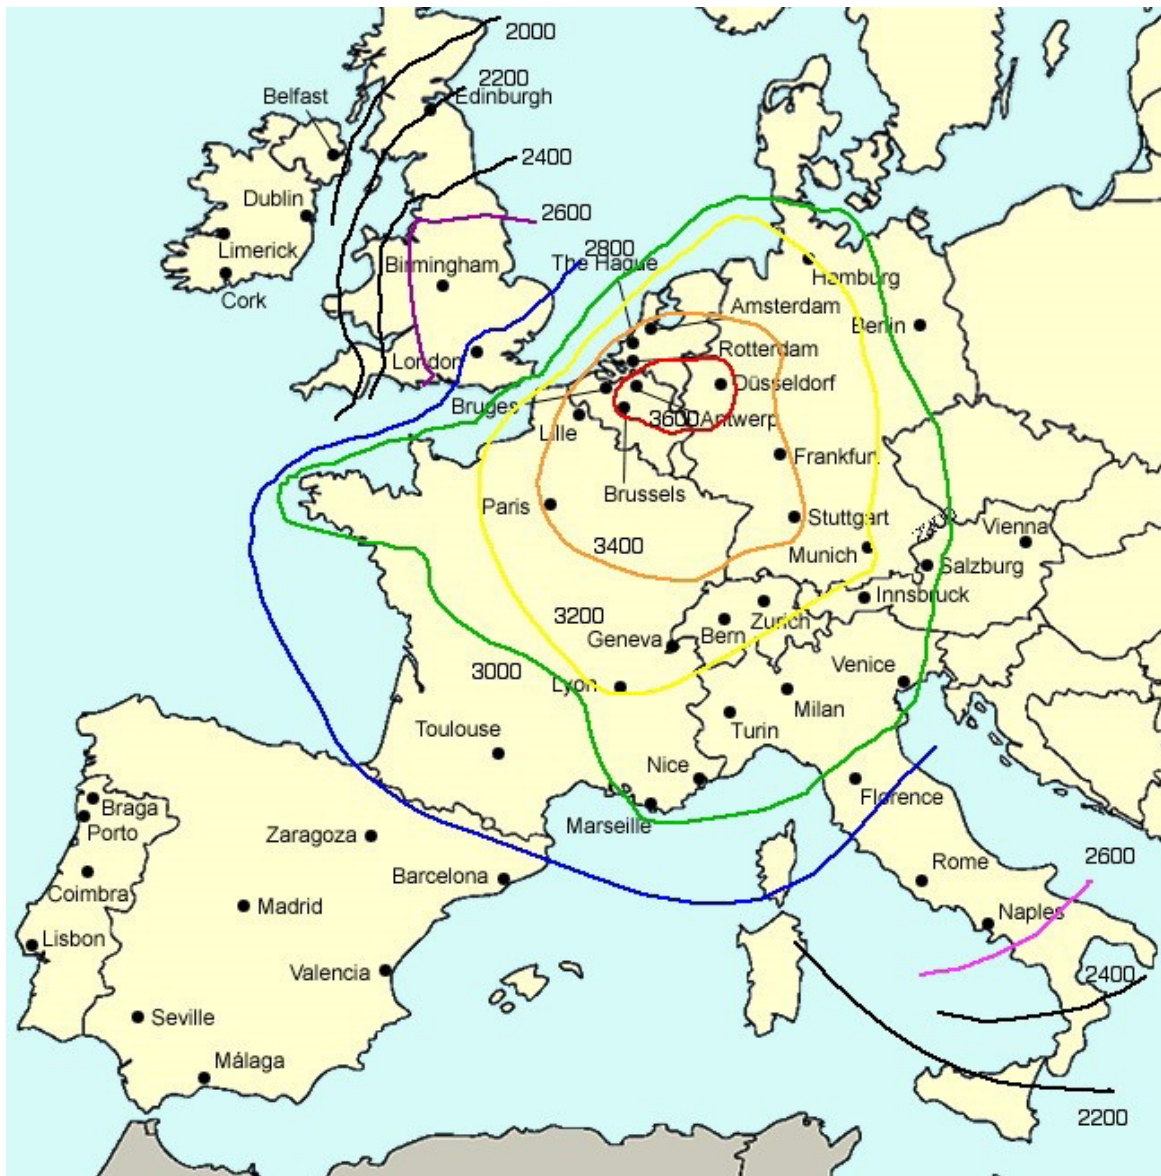 2000
2200
Belfast
Edinburgh
2400
Dublin
2600
Limerick
2800
Birmingham
The Hague
Hamburg
Cork
Amsterdam
Berlin
London
Rotterdam
Düsseldorf
Bruges
3600
Antwerp
Lille
Frankfurt
Brussels
Paris
Stuttgart
Vienna
3400
Munich
Salzburg
Innsbruck
3200
Zurich
Geneva
Bern
3000
Lyon
Venice
Milan
Toulouse
Turin
Nice
Braga
Florence
Porto
Zaragoza
Marseille
2600
Rome
Barcelona
Coimbra
Madrid
Naples
Lisbon
Valencia
2400
Seville
Málaga
2200